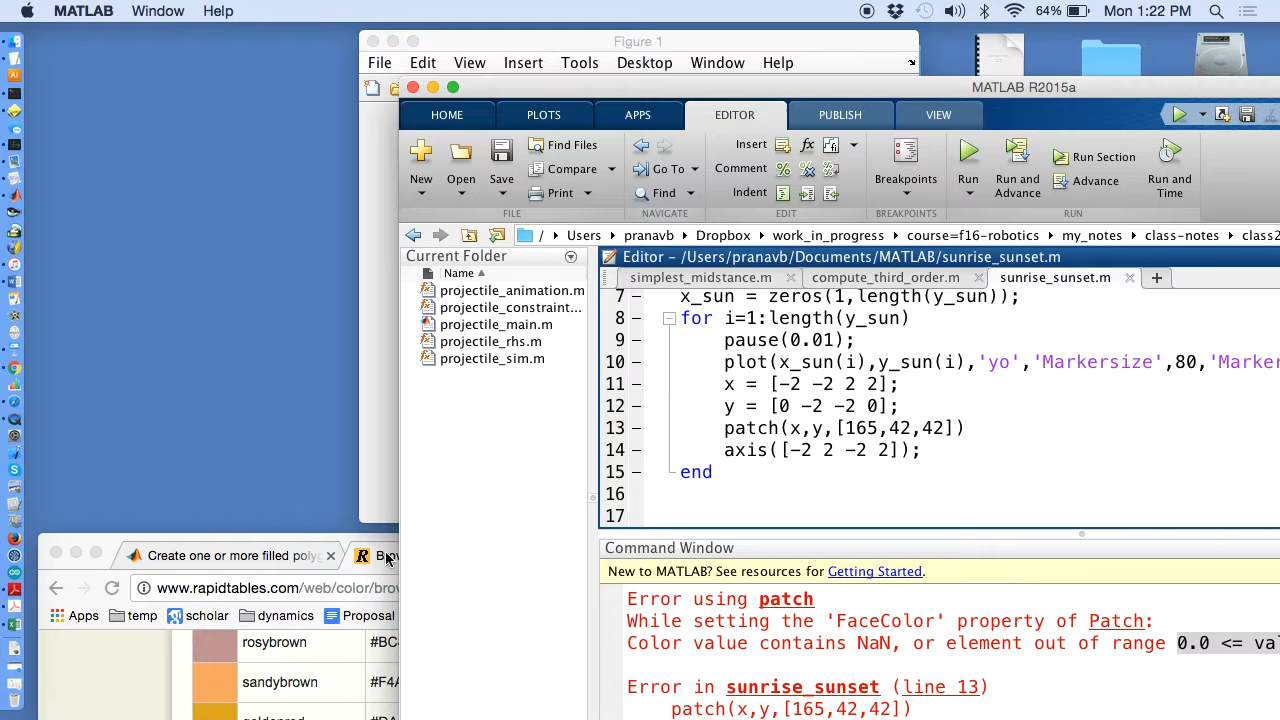 MATLAB Window Help 64% Mon 1:22 PM
Figure 1
File Edit View Insert Tools Desktop Window Help
MATLAB R2015a
HOME PLOTS APPS EDITOR PUBLISH VIEW
New Open Save Find Files Compare Print Go To Find Insert Comment Indent fx Breakpoints Run Run and Advance Run Section Advance Run and Time
FILE NAVIGATE EDIT BREAKPOINTS RUN
/ Users pranavb Dropbox work_in_progress course=f16-robotics my_notes class-notes class2
Current Folder
Name
projectile_animation.m
projectile_constraint...
projectile_main.m
projectile_rhs.m
projectile_sim.m
Editor – /Users/pranavb/Documents/MATLAB/sunrise_sunset.m
simplest_midstance.m compute_third_order.m sunrise_sunset.m
7 – x_sun = zeros(1,length(y_sun));
8 – for i=1:length(y_sun)
9 – pause(0.01);
10 – plot(x_sun(i),y_sun(i),'yo','Markersize',80,'Marker
11 – x = [-2 -2 2 2];
12 – y = [0 -2 -2 0];
13 – patch(x,y,[165,42,42])
14 – axis([-2 2 -2 2]);
15 – end
16
17
Command Window
New to MATLAB? See resources for Getting Started.
Error using patch
While setting the 'FaceColor' property of Patch:
Color value contains NaN, or element out of range 0.0 <= val
Error in sunrise_sunset (line 13)
patch(x,y,[165,42,42])
Create one or more filled polyg
www.rapidtables.com/web/color/brov
Apps temp scholar dynamics Proposal
rosybrown #BC
sandybrown #F4A